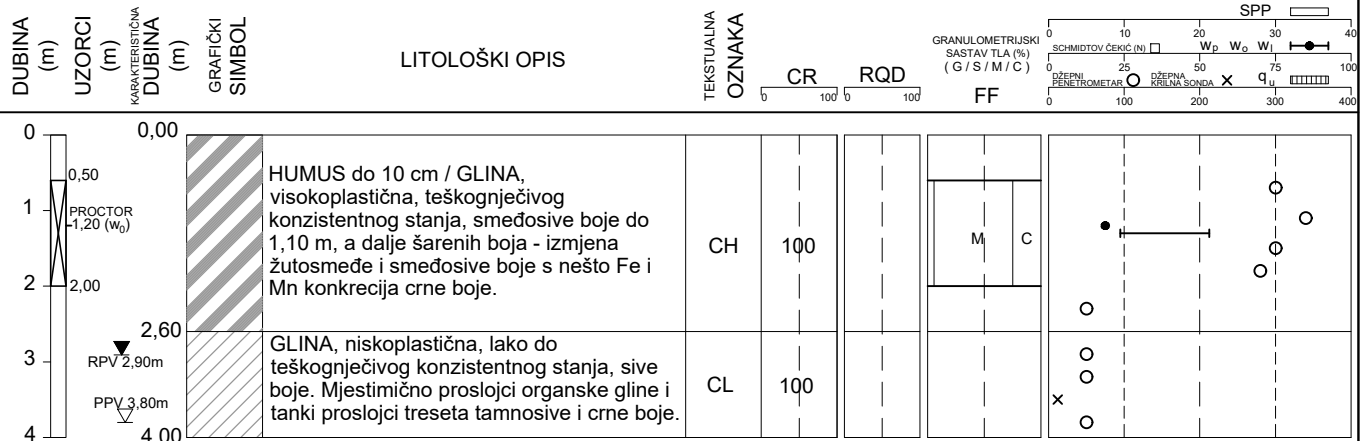 DUBINA
(m)
UZORCI
(m)
KARAKTERISTIČNA
DUBINA
(m)
GRAFIČKI
SIMBOL
LITOLOŠKI OPIS
TEKSTUALNA
OZNAKA
CR
0 100
RQD
0 100
GRANULOMETRIJSKI
SASTAV TLA (%)
( G / S / M / C )
FF
SPP
0 10 20 30 40
SCHMIDTOV ČEKIĆ (N) wp wo wl
0 25 50 75 100
DŽEPNI
PENETROMETAR
DŽEPNA
KRILNA SONDA
qu
0 100 200 300 400
0
1
2
3
4
0,50
PROCTOR
1,20 (w0)
2,00
RPV 2,90m
PPV 3,80m
0,00
2,60
4,00
HUMUS do 10 cm / GLINA,
visokoplastična, teškognječivog
konzistentnog stanja, smeđosive boje do
1,10 m, a dalje šarenih boja - izmjena
žutosmeđe i smeđosive boje s nešto Fe i
Mn konkrecija crne boje.
CH
100
M C
GLINA, niskoplastična, lako do
teškognječivog konzistentnog stanja, sive
boje. Mjestimično proslojci organske gline i
tanki proslojci treseta tamnosive i crne boje.
CL
100